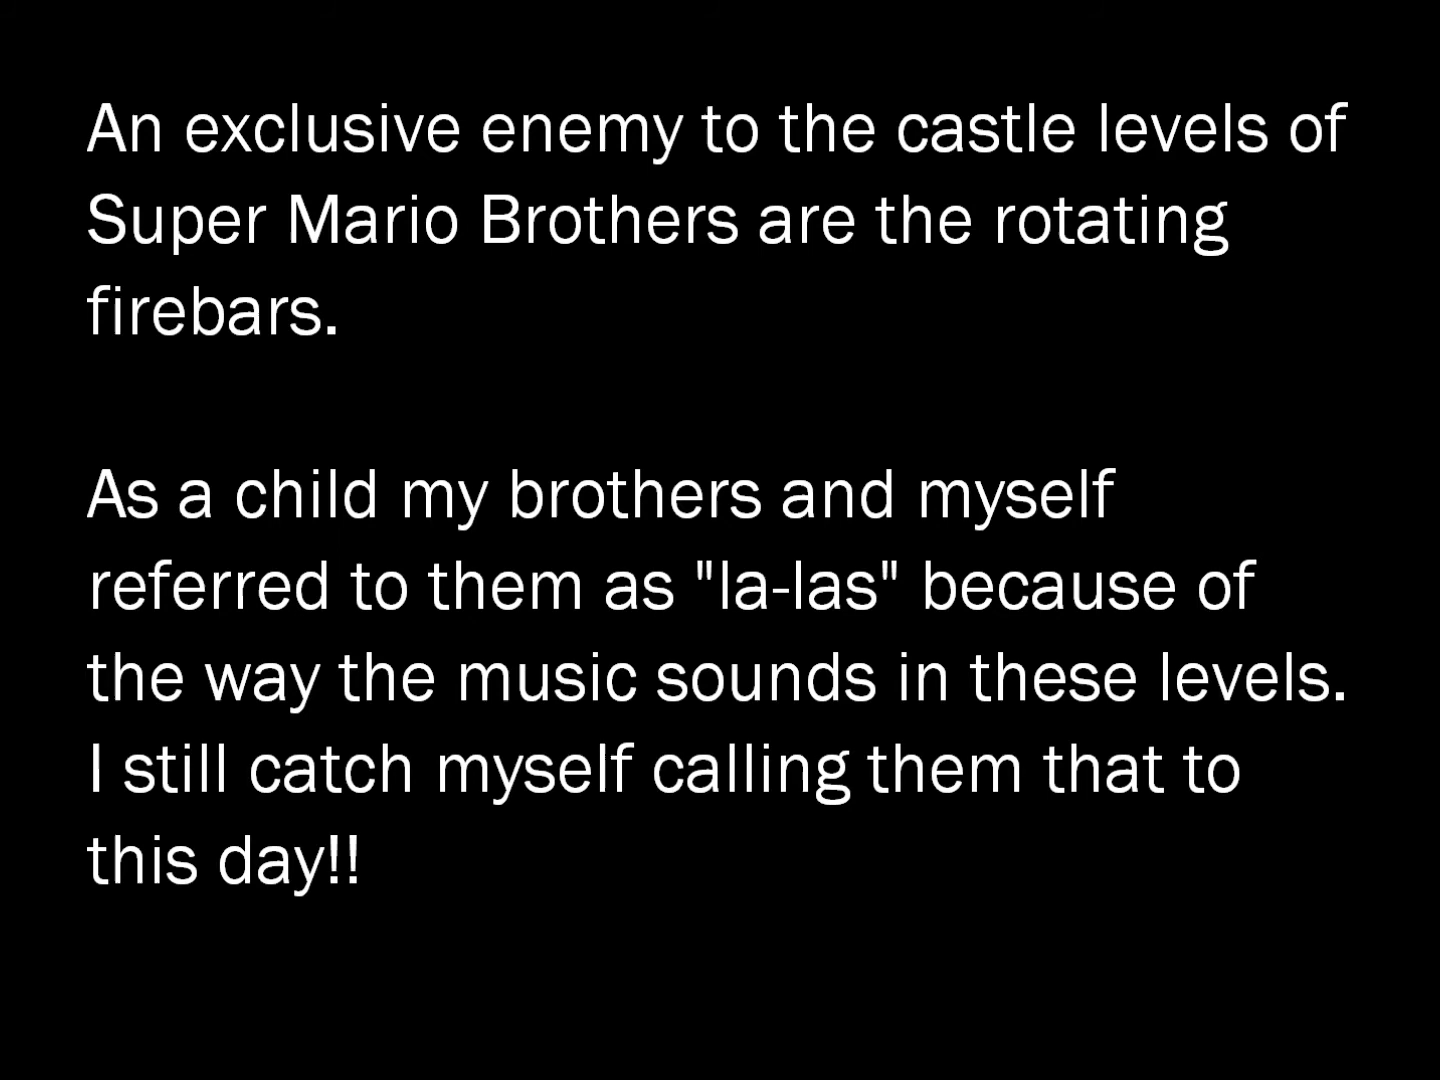 An exclusive enemy to the castle levels of
Super Mario Brothers are the rotating
firebars.
As a child my brothers and myself
referred to them as "la-las" because of
the way the music sounds in these levels.
I still catch myself calling them that to
this day!!